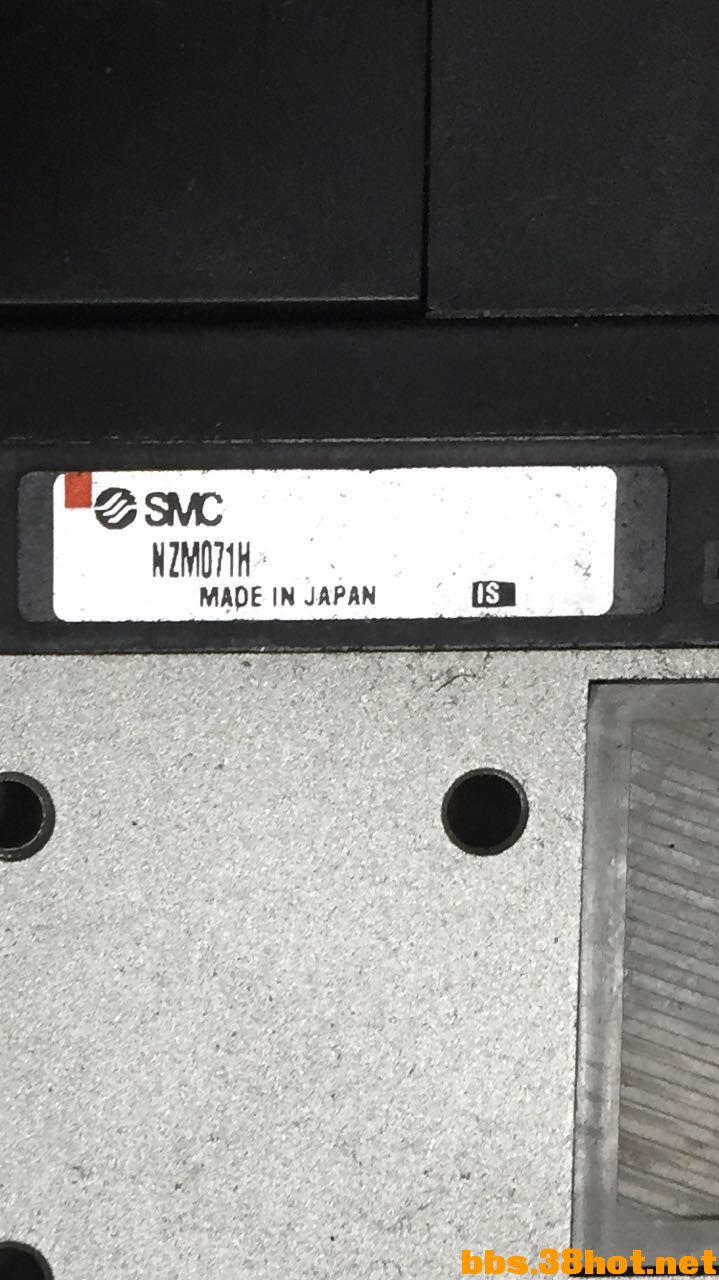 SMC
NZM071H
MADE IN JAPAN IS
bbs.38hot.net